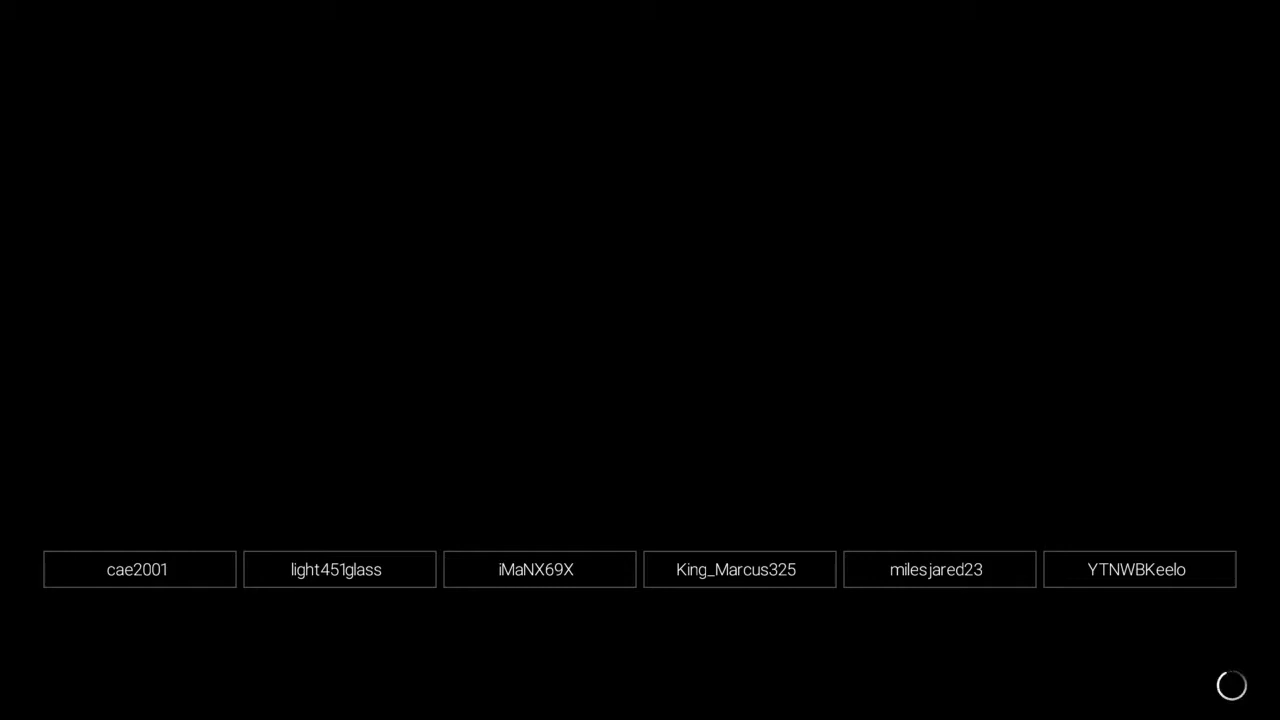 cae2001
light451glass
iMaNX69X
King_Marcus325
milesjared23
YTNWBKeelo